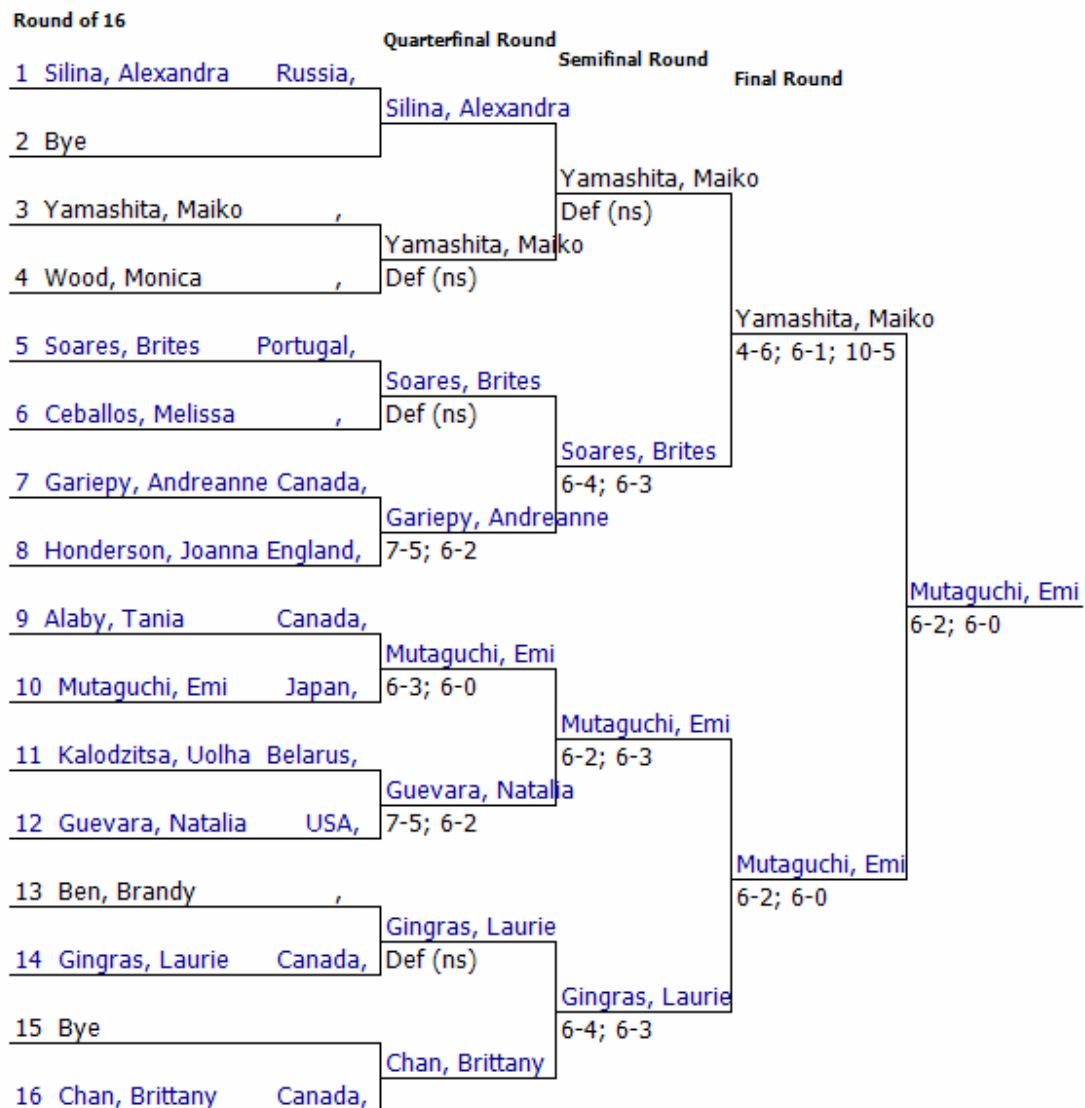 Round of 16
Quarterfinal Round
Semifinal Round
Final Round
1 Silina, Alexandra Russia,
Silina, Alexandra
2 Bye
Yamashita, Maiko
Def (ns)
3 Yamashita, Maiko ,
Yamashita, Maiko
Def (ns)
4 Wood, Monica ,
Yamashita, Maiko
4-6; 6-1; 10-5
5 Soares, Brites Portugal,
Soares, Brites
Def (ns)
6 Ceballos, Melissa ,
Soares, Brites
6-4; 6-3
7 Gariepy, Andreanne Canada,
Gariepy, Andreanne
7-5; 6-2
8 Honderson, Joanna England,
Mutaguchi, Emi
6-2; 6-0
9 Alaby, Tania Canada,
Mutaguchi, Emi
6-3; 6-0
10 Mutaguchi, Emi Japan,
Mutaguchi, Emi
6-2; 6-3
11 Kalodzitsa, Uolha Belarus,
Guevara, Natalia
7-5; 6-2
12 Guevara, Natalia USA,
Mutaguchi, Emi
6-2; 6-0
13 Ben, Brandy ,
Gingras, Laurie
Def (ns)
14 Gingras, Laurie Canada,
Gingras, Laurie
6-4; 6-3
15 Bye
Chan, Brittany
16 Chan, Brittany Canada,